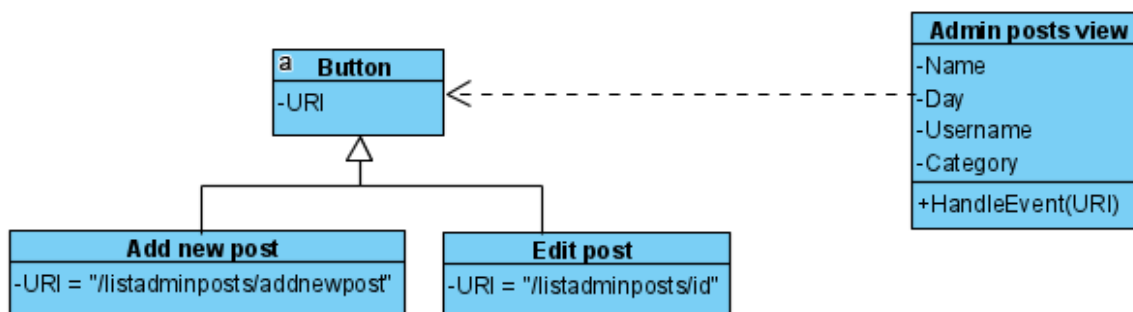 a
Button
-URI
Admin posts view
-Name
-Day
-Username
-Category
+HandleEvent(URI)
Add new post
-URI = "/listadminposts/addnewpost"
Edit post
-URI = "/listadminposts/id"